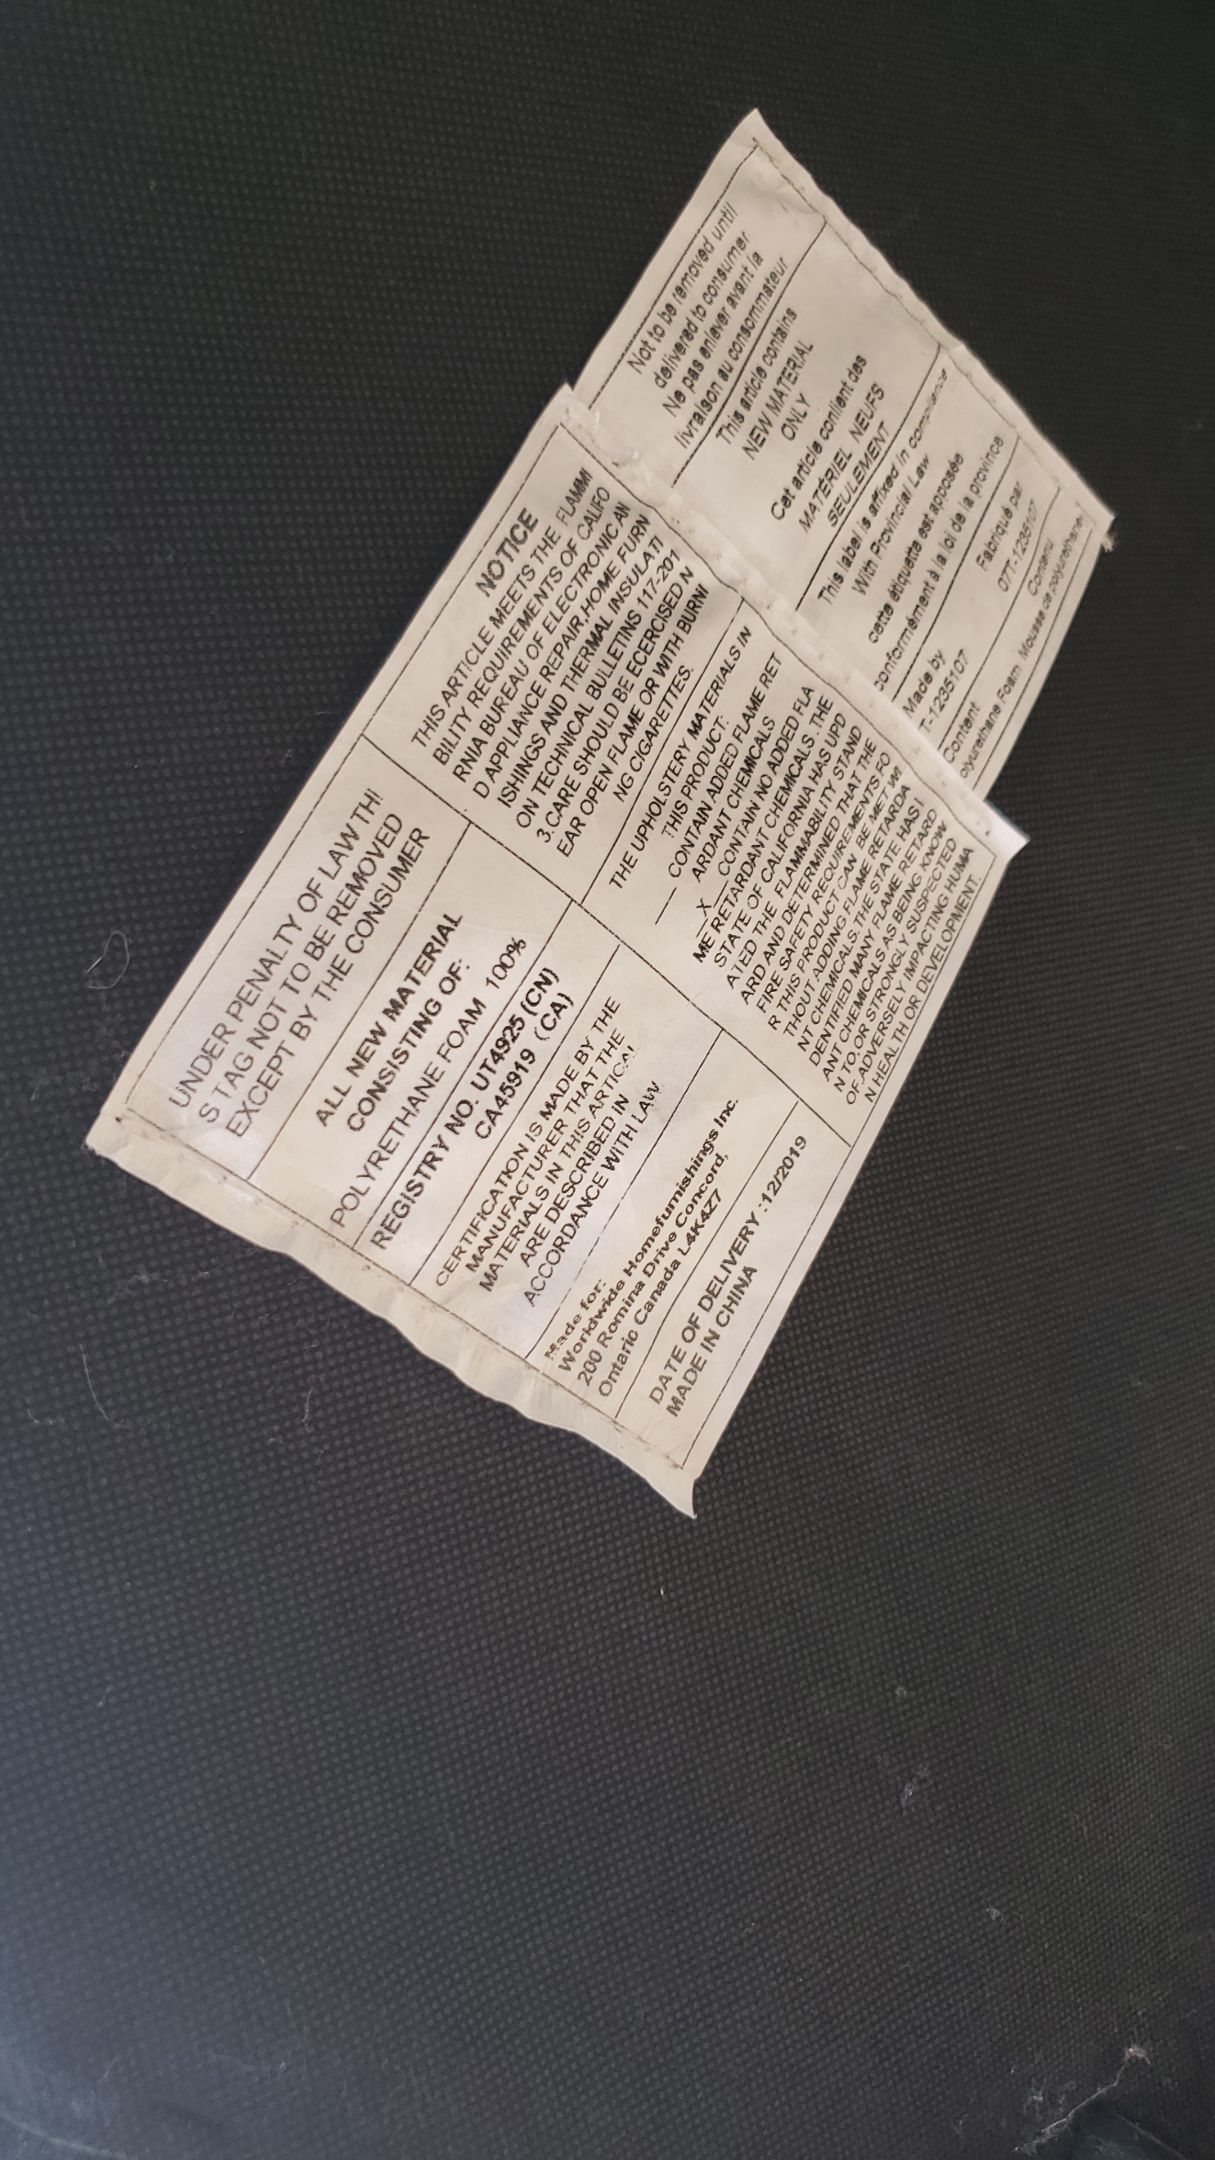 UNDER PENALTY OF LAW THI
S TAG NOT TO BE REMOVED
EXCEPT BY THE CONSUMER
ALL NEW MATERIAL
CONSISTING OF:
POLYRETHANE FOAM 100%
REGISTRY NO. UT4925 (CN)
CA45919 (CA)
CERTIFICATION IS MADE BY THE
MANUFACTURER THAT THE
MATERIALS IN THIS ARTICAL
ARE DESCRIBED IN
ACCORDANCE WITH LAW
Made for:
Worldwide Homefurnishings Inc.
200 Romina Drive Concord,
Ontario Canada L4K4Z7
DATE OF DELIVERY :12/2019
MADE IN CHINA
NOTICE
THIS ARTICLE MEETS THE FLAMMI
BILITY REQUIREMENTS OF CALIFO
RNIA BUREAU OF ELECTRONIC AN
D APPLIANCE REPAIR,HOME FURN
ISHINGS AND THERMAL INSULATI
ON TECHNICAL BULLETINS 117-201
3.CARE SHOULD BE ECERCISED N
EAR OPEN FLAME OR WITH BURNI
NG CIGARETTES.
THE UPHOLSTERY MATERIALS IN
THIS PRODUCT:
___ CONTAIN ADDED FLAME RET
ARDANT CHEMICALS
_X_ CONTAIN NO ADDED FLA
ME RETARDANT CHEMICALS. THE
STATE OF CALIFORNIA HAS UPD
ATED THE FLAMMABILITY STAND
ARD AND DETERMINED THAT THE
FIRE SAFETY REQUIREMENTS FO
R THIS PRODUCT CAN BE MET WI
THOUT ADDING FLAME RETARDA
NT CHEMICALS.THE STATE HAS I
DENTIFIED MANY FLAME RETARD
ANT CHEMICALS AS BEING KNOW
N TO,OR STRONGLY SUSPECTED
OF,ADVERSELY IMPACTING HUMA
N HEALTH OR DEVELOPMENT.
Not to be removed until
delivered to consumer
Ne pas enlever avant la
livraison au consommateur
This article contains
NEW MATERIAL
ONLY
Cet article contient des
MATÉRIEL NEUFS
SEULEMENT
This label is affixed in compliance
With Provincial Law
cette étiquette est apposée
conformément à la loi de la province
Made by Fabriqué par
T-1235107 07T-1235107
Content Contenu
olyurethane Foam Mousse de polyurethane